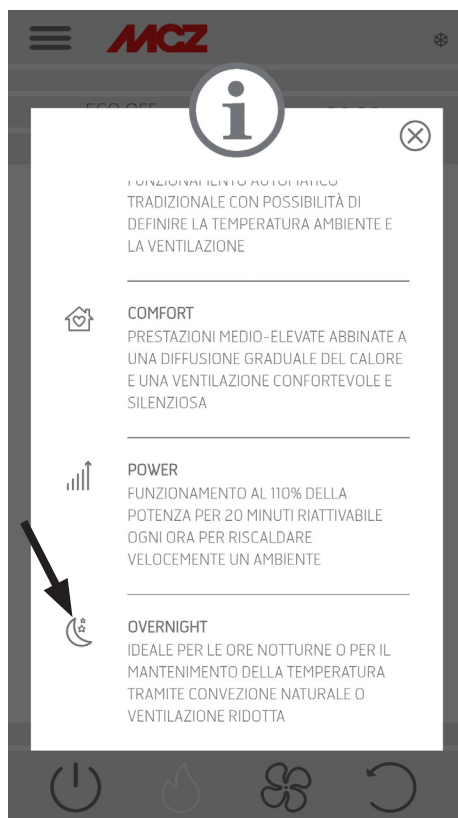 MCZ
FUNZIONAMENTO AUTOMATICO
TRADIZIONALE CON POSSIBILITÀ DI
DEFINIRE LA TEMPERATURA AMBIENTE E
LA VENTILAZIONE
COMFORT
PRESTAZIONI MEDIO-ELEVATE ABBINATE A
UNA DIFFUSIONE GRADUALE DEL CALORE
E UNA VENTILAZIONE CONFORTEVOLE E
SILENZIOSA
POWER
FUNZIONAMENTO AL 110% DELLA
POTENZA PER 20 MINUTI RIATTIVABILE
OGNI ORA PER RISCALDARE
VELOCEMENTE UN AMBIENTE
OVERNIGHT
IDEALE PER LE ORE NOTTURNE O PER IL
MANTENIMENTO DELLA TEMPERATURA
TRAMITE CONVEZIONE NATURALE O
VENTILAZIONE RIDOTTA